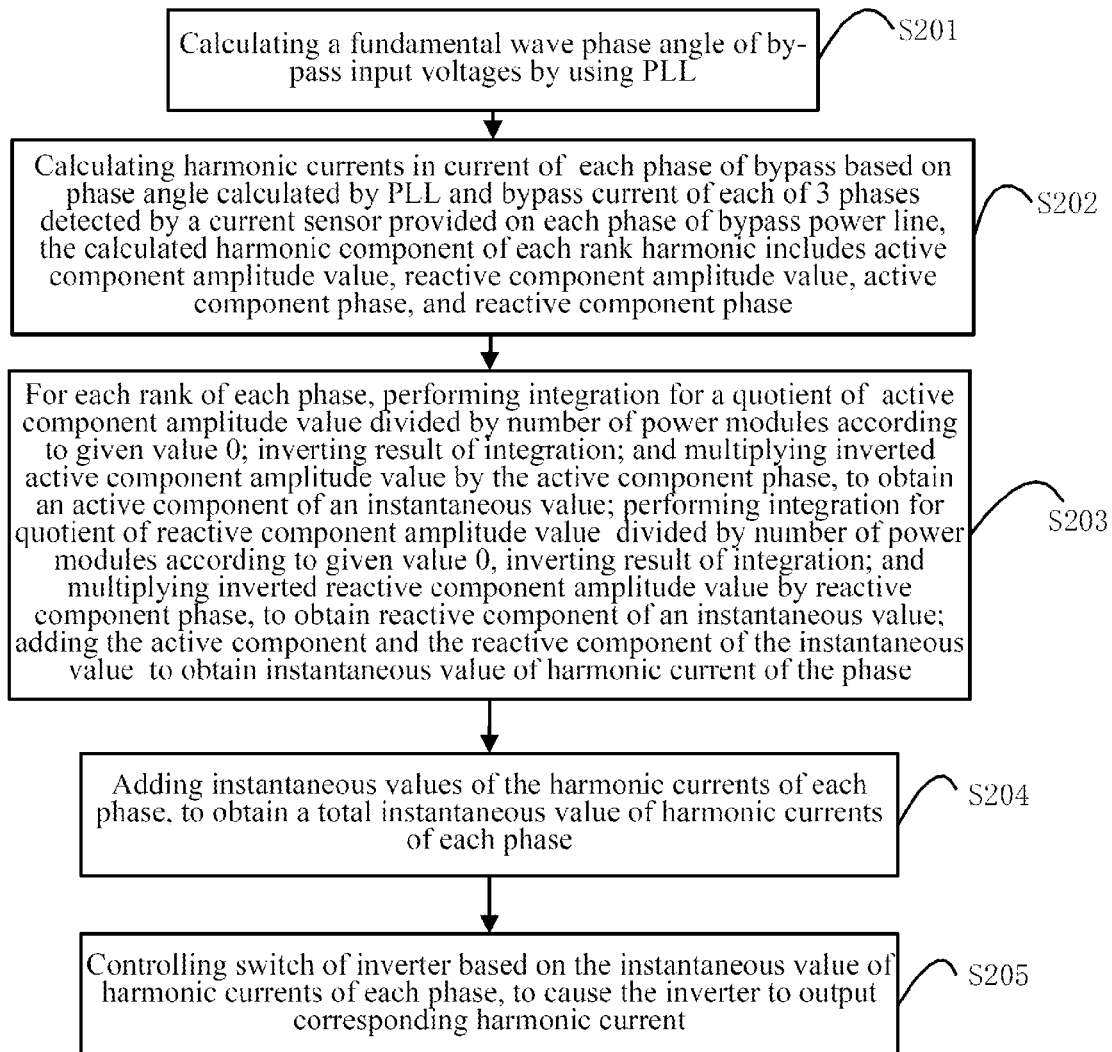 Calculating a fundamental wave phase angle of by-
pass input voltages by using PLL
S201
Calculating harmonic currents in current of each phase of bypass based on
phase angle calculated by PLL and bypass current of each of 3 phases
detected by a current sensor provided on each phase of bypass power line,
the calculated harmonic component of each rank harmonic includes active
component amplitude value, reactive component amplitude value, active
component phase, and reactive component phase
S202
For each rank of each phase, performing integration for a quotient of active
component amplitude value divided by number of power modules according
to given value 0; inverting result of integration; and multiplying inverted
active component amplitude value by the active component phase, to obtain
an active component of an instantaneous value; performing integration for
quotient of reactive component amplitude value divided by number of power
modules according to given value 0, inverting result of integration; and
multiplying inverted reactive component amplitude value by reactive
component phase, to obtain reactive component of an instantaneous value;
adding the active component and the reactive component of the instantaneous
value to obtain instantaneous value of harmonic current of the phase
S203
Adding instantaneous values of the harmonic currents of each
phase, to obtain a total instantaneous value of harmonic currents
of each phase
S204
Controlling switch of inverter based on the instantaneous value of
harmonic currents of each phase, to cause the inverter to output
corresponding harmonic current
S205